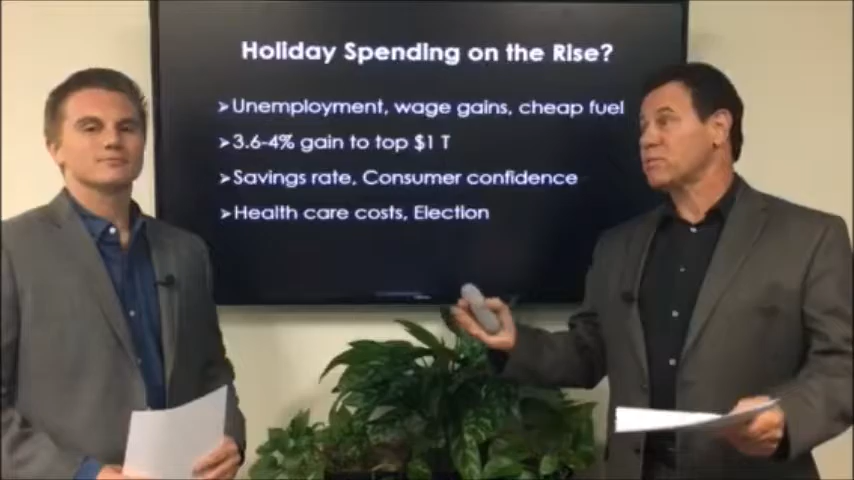 Holiday Spending on the Rise?
➢Unemployment, wage gains, cheap fuel
➢3.6-4% gain to top $1 T
➢Savings rate, Consumer confidence
➢Health care costs, Election